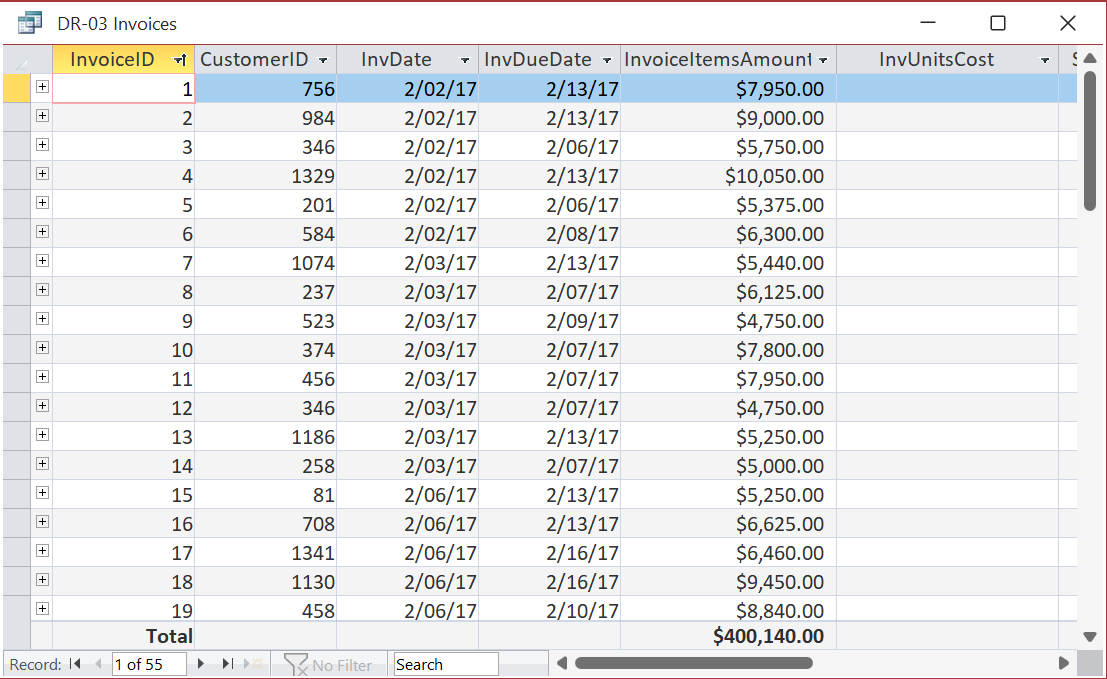 DR-03 Invoices
InvoiceID CustomerID InvDate InvDueDate InvoiceItemsAmount InvUnitsCost
1 756 2/02/17 2/13/17 $7,950.00
2 984 2/02/17 2/13/17 $9,000.00
3 346 2/02/17 2/06/17 $5,750.00
4 1329 2/02/17 2/13/17 $10,050.00
5 201 2/02/17 2/06/17 $5,375.00
6 584 2/02/17 2/08/17 $6,300.00
7 1074 2/03/17 2/13/17 $5,440.00
8 237 2/03/17 2/07/17 $6,125.00
9 523 2/03/17 2/09/17 $4,750.00
10 374 2/03/17 2/07/17 $7,800.00
11 456 2/03/17 2/07/17 $7,950.00
12 346 2/03/17 2/07/17 $4,750.00
13 1186 2/03/17 2/13/17 $5,250.00
14 258 2/03/17 2/07/17 $5,000.00
15 81 2/06/17 2/13/17 $5,250.00
16 708 2/06/17 2/13/17 $6,625.00
17 1341 2/06/17 2/16/17 $6,460.00
18 1130 2/06/17 2/16/17 $9,450.00
19 458 2/06/17 2/10/17 $8,840.00
Total $400,140.00
Record: 1 of 55 No Filter Search